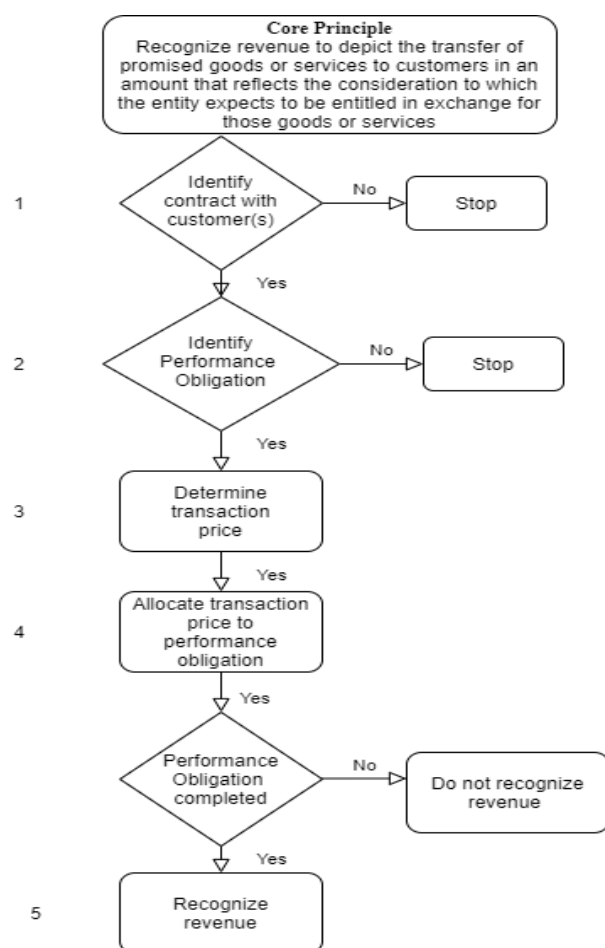 Core Principle
Recognize revenue to depict the transfer of
promised goods or services to customers in an
amount that reflects the consideration to which
the entity expects to be entitled in exchange for
those goods or services
1
Identify
contract with
customer(s)
No
Stop
Yes
2
Identify
Performance
Obligation
No
Stop
Yes
3
Determine
transaction
price
Yes
4
Allocate transaction
price to
performance
obligation
Yes
Performance
Obligation
completed
No
Do not recognize
revenue
Yes
5
Recognize
revenue